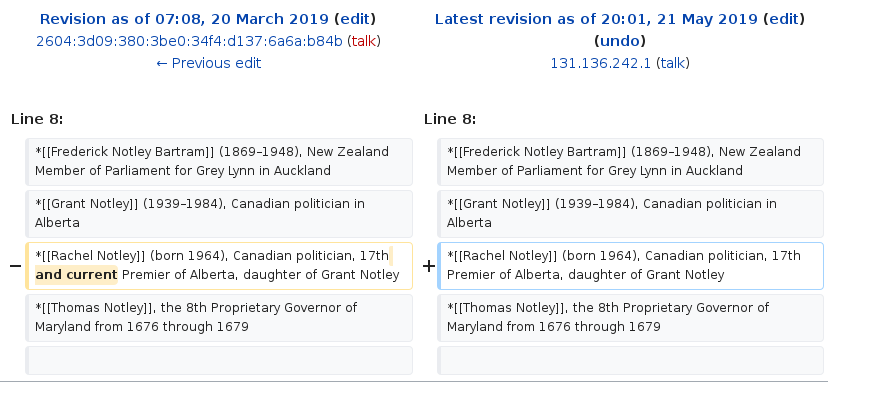 Revision as of 07:08, 20 March 2019 (edit)
2604:3d09:380:3be0:34f4:d137:6a6a:b84b (talk)
← Previous edit
Latest revision as of 20:01, 21 May 2019 (edit)
(undo)
131.136.242.1 (talk)
Line 8:
Line 8:
*[[Frederick Notley Bartram]] (1869–1948), New Zealand
Member of Parliament for Grey Lynn in Auckland
*[[Frederick Notley Bartram]] (1869–1948), New Zealand
Member of Parliament for Grey Lynn in Auckland
*[[Grant Notley]] (1939–1984), Canadian politician in
Alberta
*[[Grant Notley]] (1939–1984), Canadian politician in
Alberta
− *[[Rachel Notley]] (born 1964), Canadian politician, 17th
and current Premier of Alberta, daughter of Grant Notley
+ *[[Rachel Notley]] (born 1964), Canadian politician, 17th
Premier of Alberta, daughter of Grant Notley
*[[Thomas Notley]], the 8th Proprietary Governor of
Maryland from 1676 through 1679
*[[Thomas Notley]], the 8th Proprietary Governor of
Maryland from 1676 through 1679